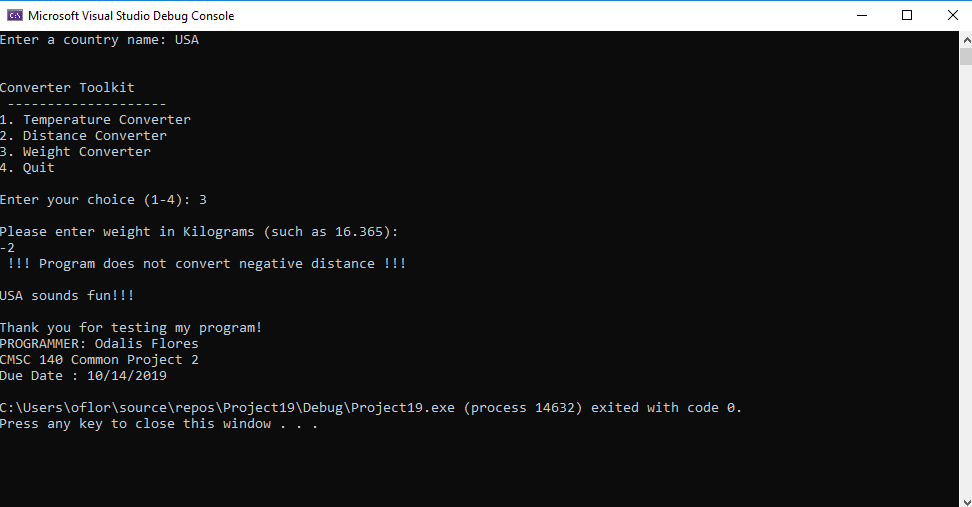 Microsoft Visual Studio Debug Console
Enter a country name: USA
Converter Toolkit
--------------------
1. Temperature Converter
2. Distance Converter
3. Weight Converter
4. Quit
Enter your choice (1-4): 3
Please enter weight in Kilograms (such as 16.365):
-2
!!! Program does not convert negative distance !!!
USA sounds fun!!!
Thank you for testing my program!
PROGRAMMER: Odalis Flores
CMSC 140 Common Project 2
Due Date : 10/14/2019
C:\Users\oflor\source\repos\Project19\Debug\Project19.exe (process 14632) exited with code 0.
Press any key to close this window . . .